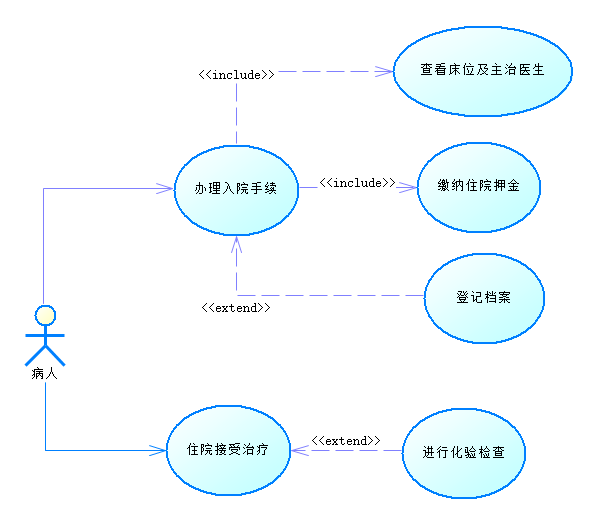 查看床位及主治医生
<<include>>
办理入院手续
<<include>>
缴纳住院押金
登记档案
<<extend>>
病人
住院接受治疗
<<extend>>
进行化验检查